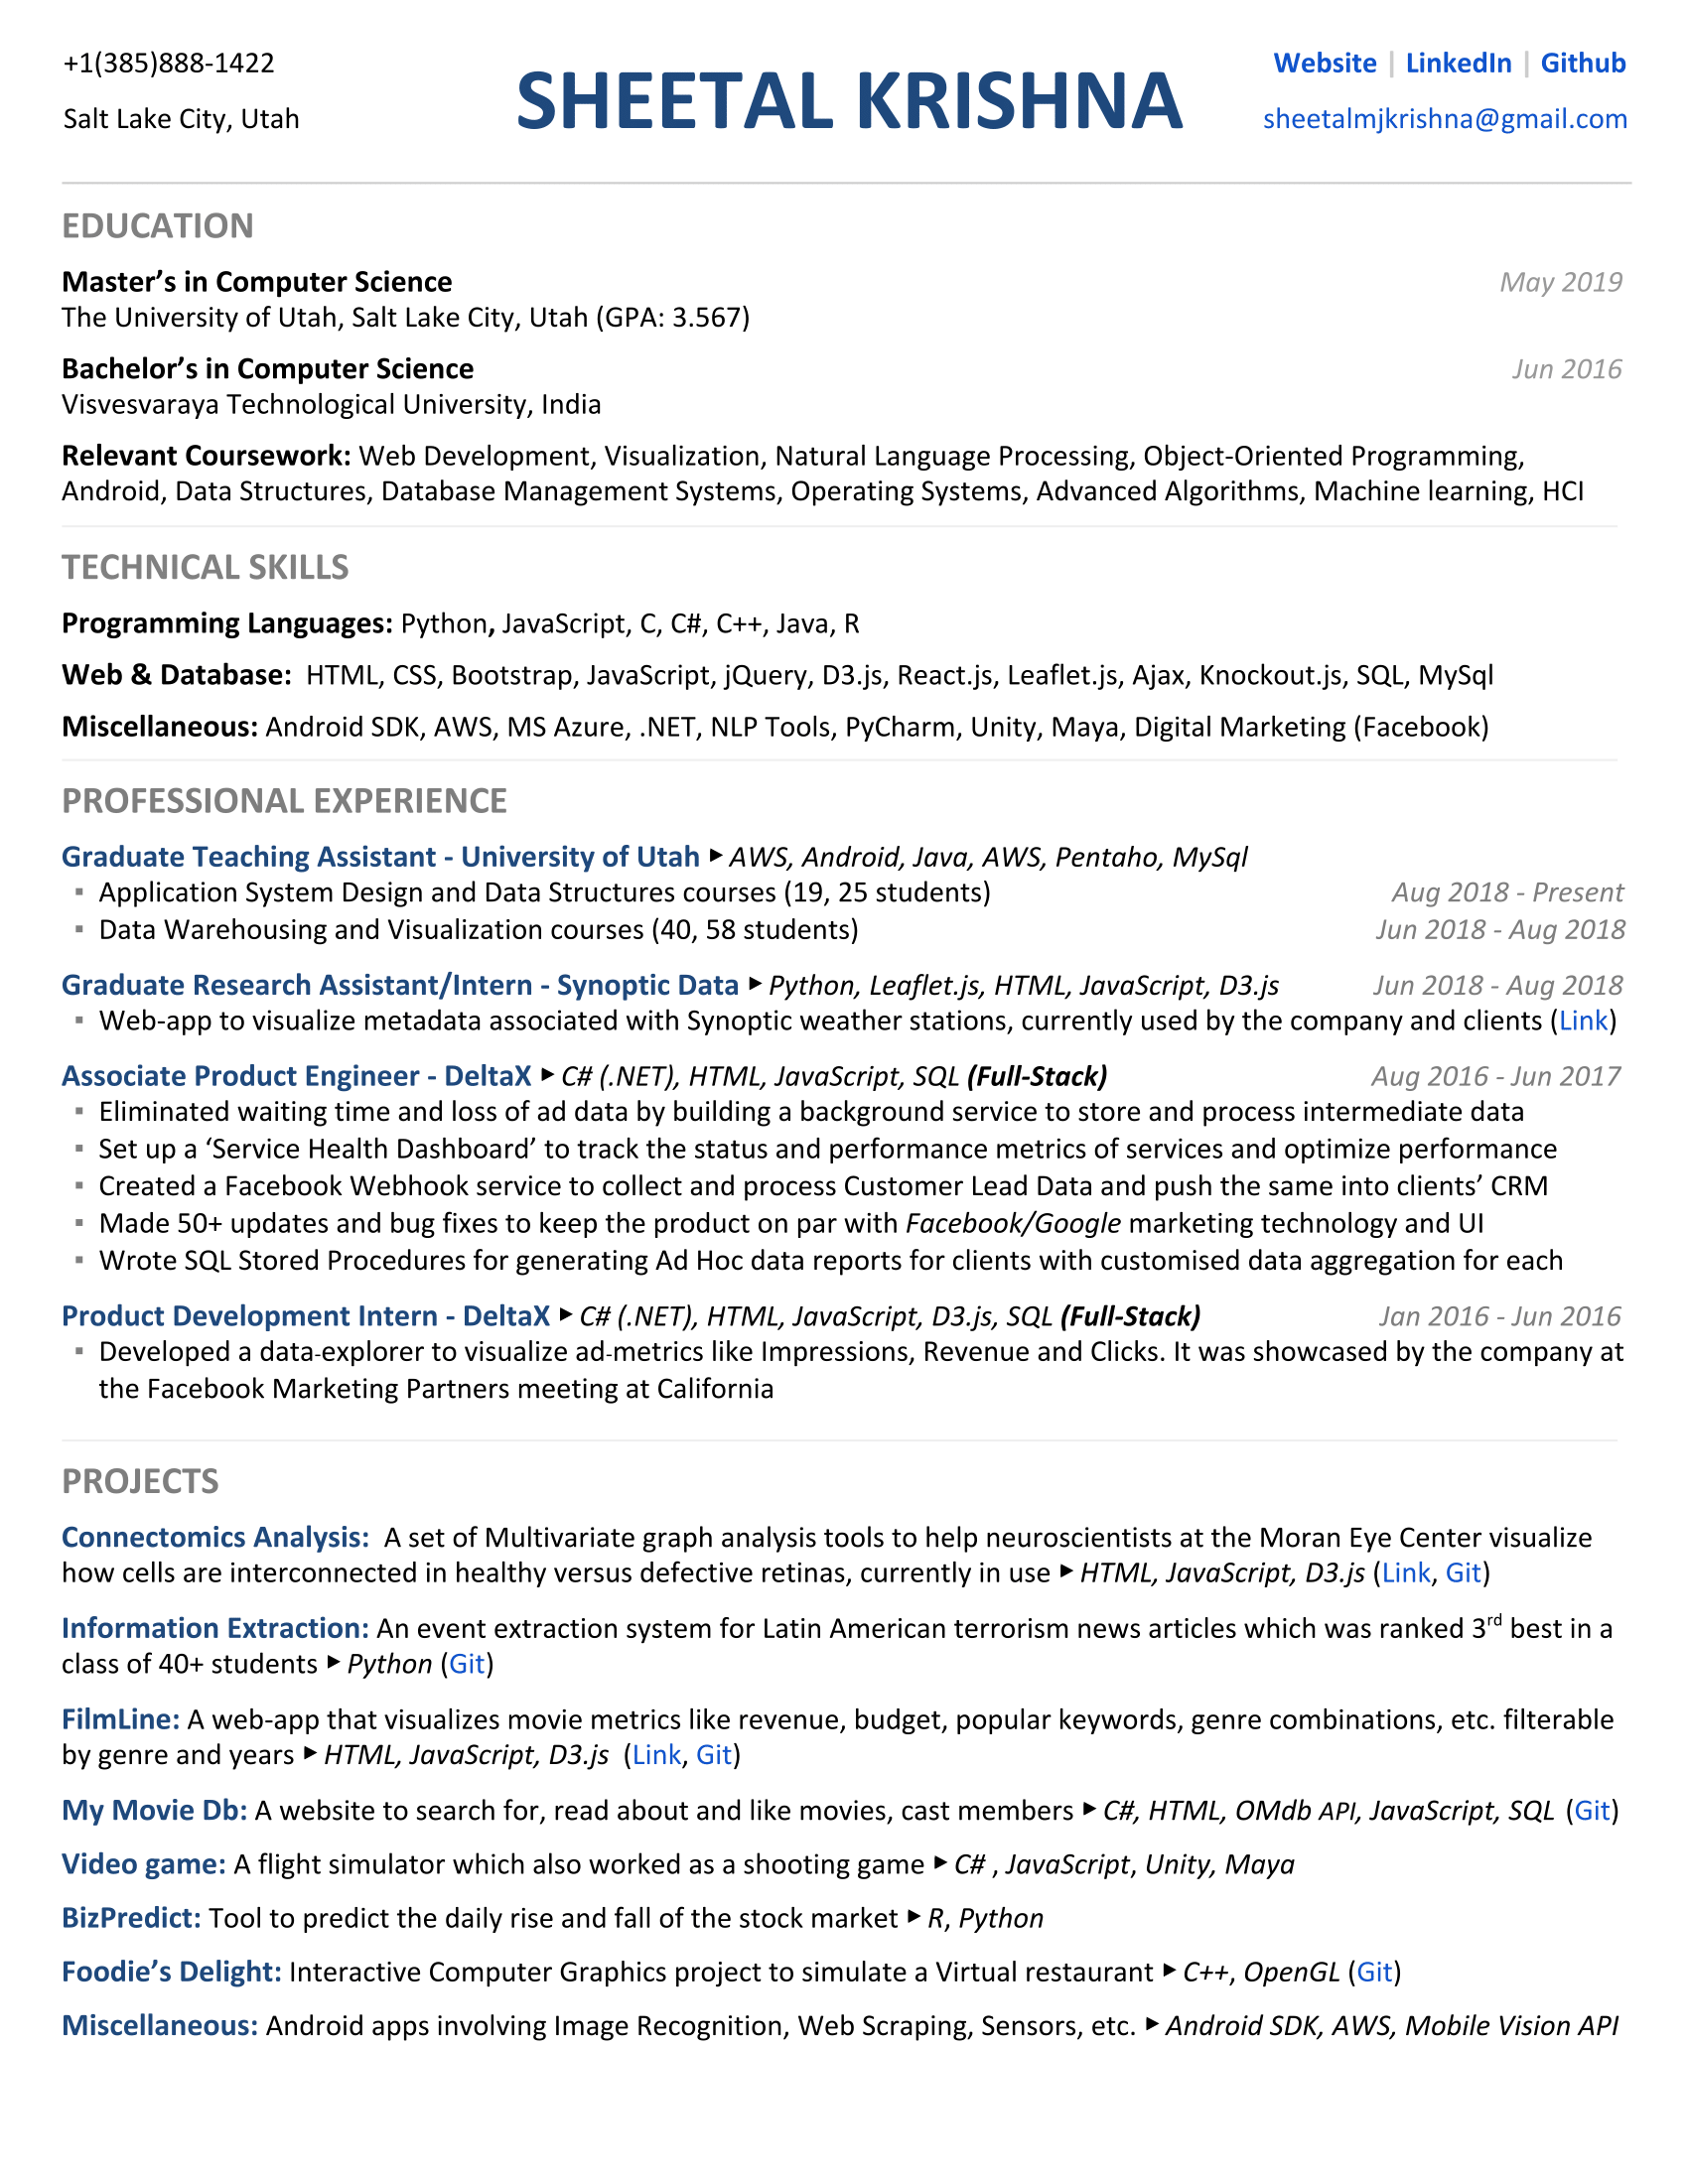 +1(385)888-1422
Salt Lake City, Utah
SHEETAL KRISHNA
Website | LinkedIn | Github
sheetalmjkrishna@gmail.com
EDUCATION
Master’s in Computer Science May 2019
The University of Utah, Salt Lake City, Utah (GPA: 3.567)
Bachelor’s in Computer Science Jun 2016
Visvesvaraya Technological University, India
Relevant Coursework: Web Development, Visualization, Natural Language Processing, Object-Oriented Programming,
Android, Data Structures, Database Management Systems, Operating Systems, Advanced Algorithms, Machine learning, HCI
TECHNICAL SKILLS
Programming Languages: Python, JavaScript, C, C#, C++, Java, R
Web & Database: HTML, CSS, Bootstrap, JavaScript, jQuery, D3.js, React.js, Leaflet.js, Ajax, Knockout.js, SQL, MySql
Miscellaneous: Android SDK, AWS, MS Azure, .NET, NLP Tools, PyCharm, Unity, Maya, Digital Marketing (Facebook)
PROFESSIONAL EXPERIENCE
Graduate Teaching Assistant - University of Utah ▸ AWS, Android, Java, AWS, Pentaho, MySql
▪ Application System Design and Data Structures courses (19, 25 students) Aug 2018 - Present
▪ Data Warehousing and Visualization courses (40, 58 students) Jun 2018 - Aug 2018
Graduate Research Assistant/Intern - Synoptic Data ▸ Python, Leaflet.js, HTML, JavaScript, D3.js Jun 2018 - Aug 2018
▪ Web-app to visualize metadata associated with Synoptic weather stations, currently used by the company and clients (Link)
Associate Product Engineer - DeltaX ▸ C# (.NET), HTML, JavaScript, SQL (Full-Stack) Aug 2016 - Jun 2017
▪ Eliminated waiting time and loss of ad data by building a background service to store and process intermediate data
▪ Set up a ‘Service Health Dashboard’ to track the status and performance metrics of services and optimize performance
▪ Created a Facebook Webhook service to collect and process Customer Lead Data and push the same into clients’ CRM
▪ Made 50+ updates and bug fixes to keep the product on par with Facebook/Google marketing technology and UI
▪ Wrote SQL Stored Procedures for generating Ad Hoc data reports for clients with customised data aggregation for each
Product Development Intern - DeltaX ▸ C# (.NET), HTML, JavaScript, D3.js, SQL (Full-Stack) Jan 2016 - Jun 2016
▪ Developed a data-explorer to visualize ad-metrics like Impressions, Revenue and Clicks. It was showcased by the company at
the Facebook Marketing Partners meeting at California
PROJECTS
Connectomics Analysis: A set of Multivariate graph analysis tools to help neuroscientists at the Moran Eye Center visualize
how cells are interconnected in healthy versus defective retinas, currently in use ▸ HTML, JavaScript, D3.js (Link, Git)
Information Extraction: An event extraction system for Latin American terrorism news articles which was ranked 3rd best in a
class of 40+ students ▸ Python (Git)
FilmLine: A web-app that visualizes movie metrics like revenue, budget, popular keywords, genre combinations, etc. filterable
by genre and years ▸ HTML, JavaScript, D3.js (Link, Git)
My Movie Db: A website to search for, read about and like movies, cast members ▸ C#, HTML, OMdb API, JavaScript, SQL (Git)
Video game: A flight simulator which also worked as a shooting game ▸ C# , JavaScript, Unity, Maya
BizPredict: Tool to predict the daily rise and fall of the stock market ▸ R, Python
Foodie’s Delight: Interactive Computer Graphics project to simulate a Virtual restaurant ▸ C++, OpenGL (Git)
Miscellaneous: Android apps involving Image Recognition, Web Scraping, Sensors, etc. ▸ Android SDK, AWS, Mobile Vision API